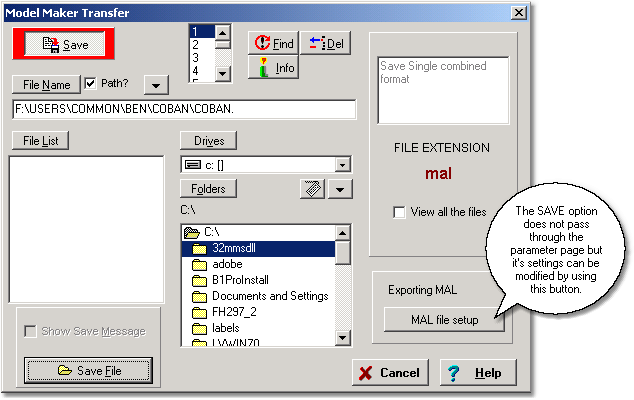 Model Maker Transfer
Save
1
2
3
4
Find
Del
Info
File Name
Path?
F:\USERS\COMMON\BEN\COBAN\COBAN.
File List
Drives
c: []
Folders
C:\
C:\
32mmsdll
adobe
B1ProInstall
Documents and Settings
FH297_2
labels
Show Save Message
Save File
Save Single combined
format
FILE EXTENSION
mal
View all the files
The SAVE option
does not pass
through the
parameter page but
it's settings can be
modified by using
this button.
Exporting MAL
MAL file setup
Cancel
Help